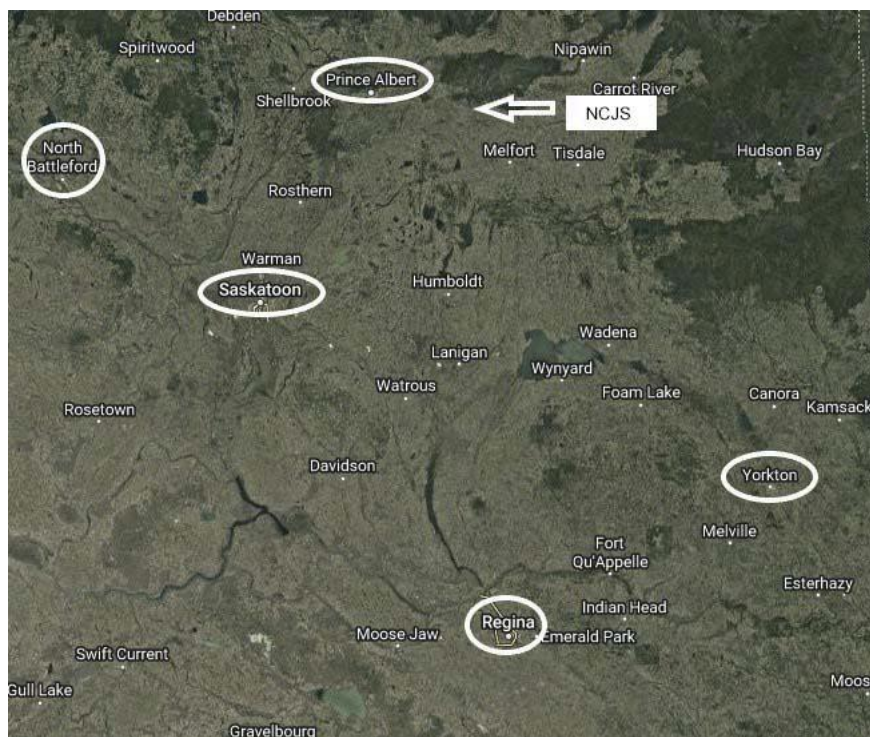 Debden
Spiritwood
Nipawin
Prince Albert
Carrot River
Shellbrook
NCJS
North
Battleford
Melfort
Tisdale
Hudson Bay
Rosthern
Warman
Saskatoon
Humboldt
Wadena
Lanigan
Wynyard
Watrous
Foam Lake
Canora
Kamsack
Rosetown
Davidson
Yorkton
Melville
Fort
Qu'Appelle
Esterhazy
Indian Head
Regina
Emerald Park
Moose Jaw
Swift Current
Gull Lake
Moos
Gravelbourg